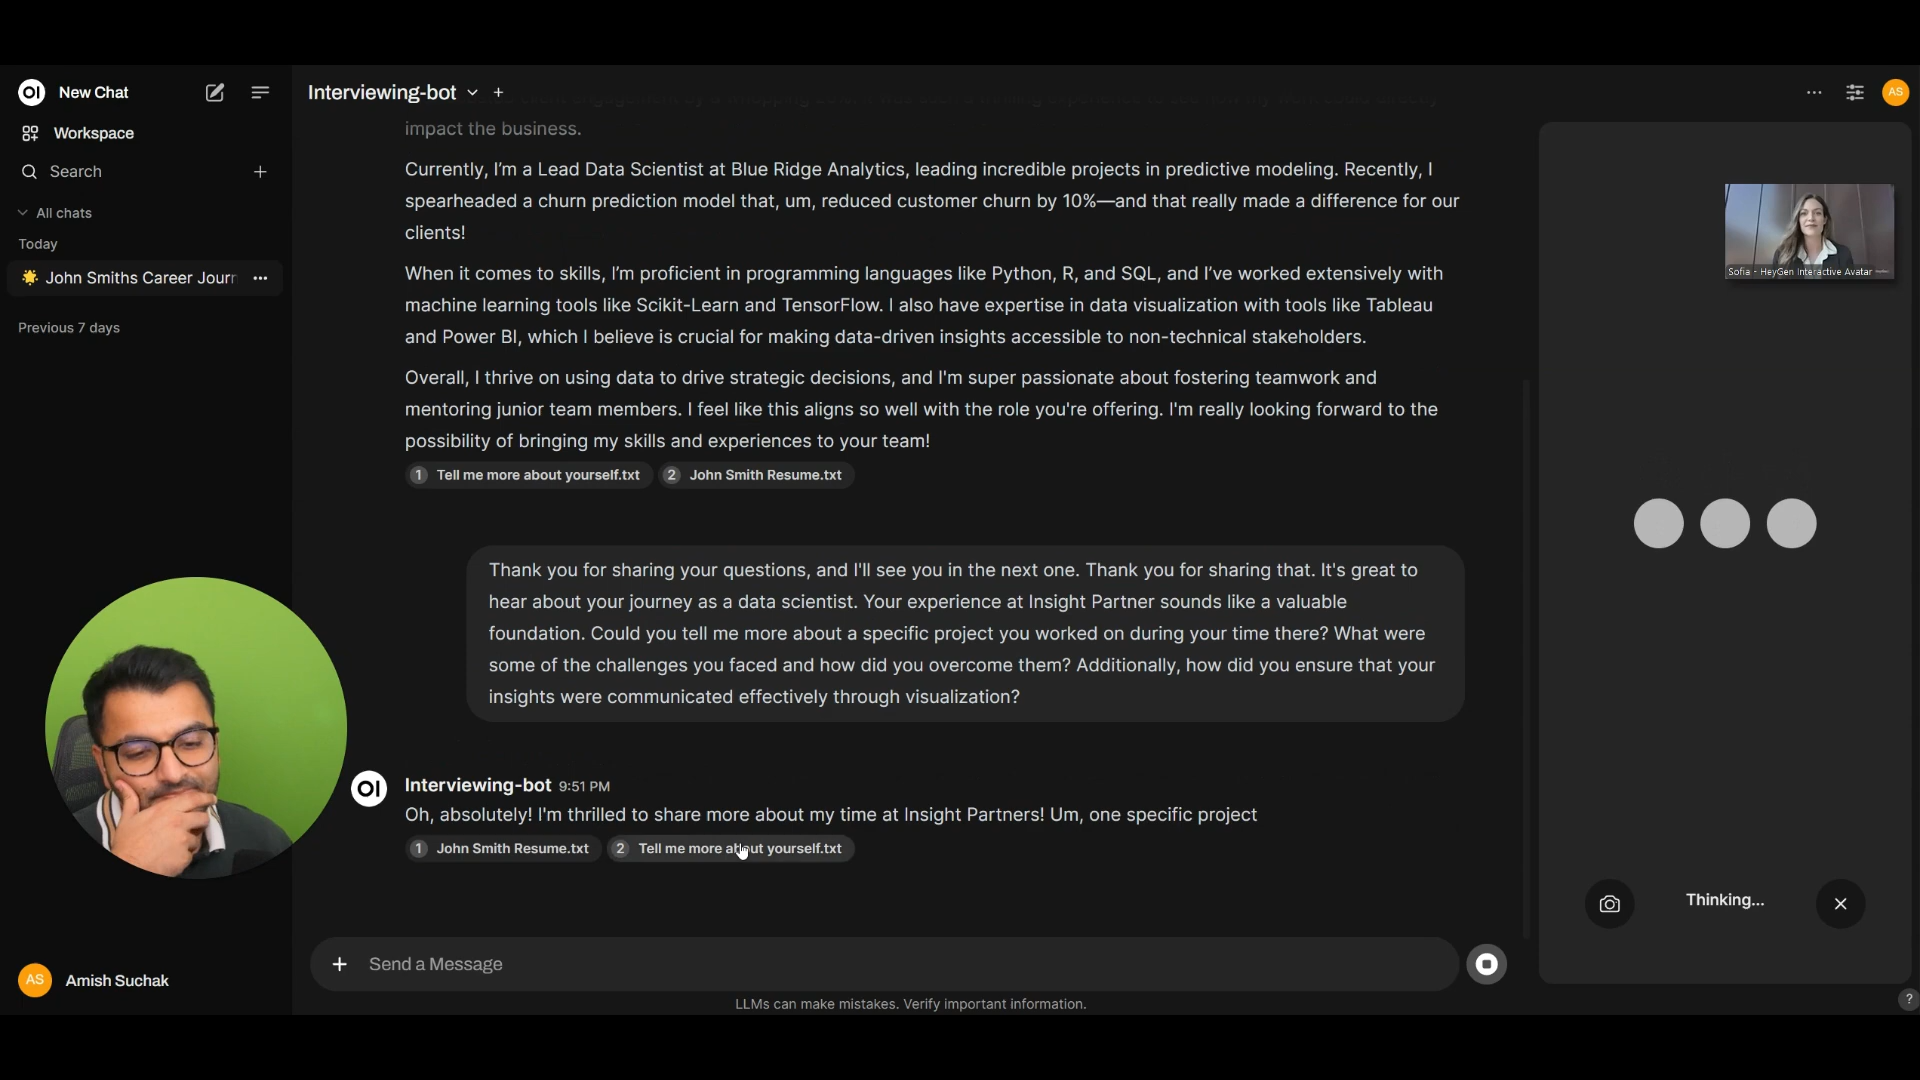 New Chat
Workspace
Search
All chats
Today
John Smiths Career Journ
Previous 7 days
AS
Amish Suchak
Interviewing-bot
AS
impact the business.
Currently, I'm a Lead Data Scientist at Blue Ridge Analytics, leading incredible projects in predictive modeling. Recently, I
spearheaded a churn prediction model that, um, reduced customer churn by 10%—and that really made a difference for our
clients!
When it comes to skills, I'm proficient in programming languages like Python, R, and SQL, and I've worked extensively with
machine learning tools like Scikit-Learn and TensorFlow. I also have expertise in data visualization with tools like Tableau
and Power BI, which I believe is crucial for making data-driven insights accessible to non-technical stakeholders.
Overall, I thrive on using data to drive strategic decisions, and I'm super passionate about fostering teamwork and
mentoring junior team members. I feel like this aligns so well with the role you're offering. I'm really looking forward to the
possibility of bringing my skills and experiences to your team!
1 Tell me more about yourself.txt 2 John Smith Resume.txt
Thank you for sharing your questions, and I'll see you in the next one. Thank you for sharing that. It's great to
hear about your journey as a data scientist. Your experience at Insight Partner sounds like a valuable
foundation. Could you tell me more about a specific project you worked on during your time there? What were
some of the challenges you faced and how did you overcome them? Additionally, how did you ensure that your
insights were communicated effectively through visualization?
OI Interviewing-bot 9:51 PM
Oh, absolutely! I'm thrilled to share more about my time at Insight Partners! Um, one specific project
1 John Smith Resume.txt 2 Tell me more about yourself.txt
Send a Message
LLMs can make mistakes. Verify important information.
Sofia - HeyGen Interactive Avatar
Thinking...
?